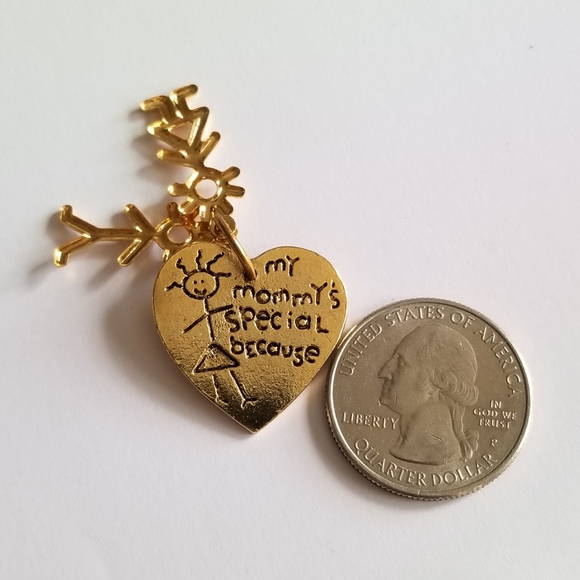 my
mommy's
special
because
UNITED STATES OF AMERICA
LIBERTY
IN
GOD WE
TRUST
P
QUARTER DOLLAR